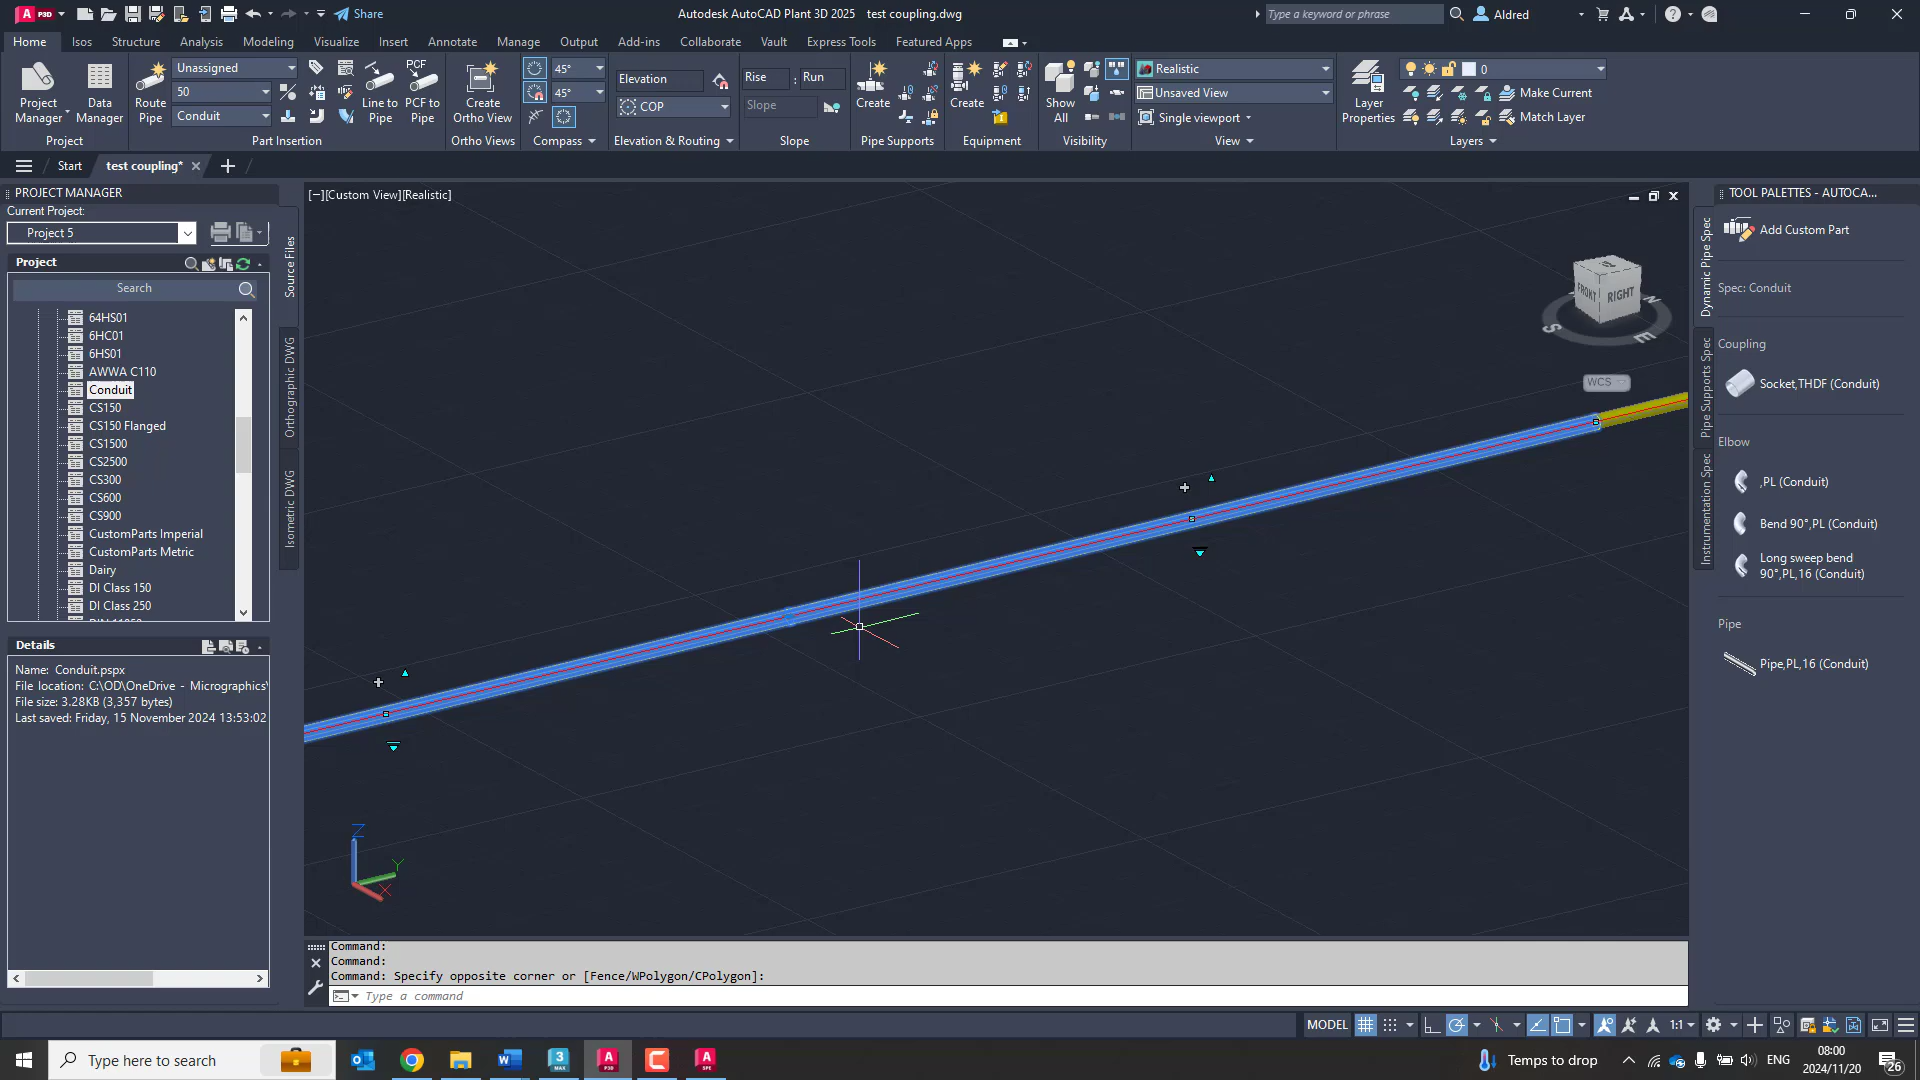 P3D
Share
Autodesk AutoCAD Plant 3D 2025 test coupling.dwg
Type a keyword or phrase
Aldred
Home
Isos
Structure
Analysis
Modeling
Visualize
Insert
Annotate
Manage
Output
Add-ins
Collaborate
Vault
Express Tools
Featured Apps
Project Manager
Data Manager
Project
Route Pipe
Unassigned
50
Conduit
Line to Pipe
PCF
PCF to Pipe
Part Insertion
Create Ortho View
Ortho Views
45°
45°
Compass
Elevation
COP
Elevation & Routing
Rise : Run
Slope
Slope
Create
Pipe Supports
Create
Equipment
Show All
Visibility
Realistic
Unsaved View
Single viewport
View
Layer Properties
0
Make Current
Match Layer
Layers
Start
test coupling*
PROJECT MANAGER
Current Project:
Project 5
Project
Search
64HS01
6HC01
6HS01
AWWA C110
Conduit
CS150
CS150 Flanged
CS1500
CS2500
CS300
CS600
CS900
CustomParts Imperial
CustomParts Metric
Dairy
DI Class 150
DI Class 250
Details
Name: Conduit.pspx
File location: C:\OD\OneDrive - Micrographics\
File size: 3.28KB (3,357 bytes)
Last saved: Friday, 15 November 2024 13:53:02
Source Files
Orthographic DWG
Isometric DWG
[−][Custom View][Realistic]
FRONT
RIGHT
S
E
N
WCS
Z
Y
X
Command:
Command:
Command: Specify opposite corner or [Fence/WPolygon/CPolygon]:
Type a command
TOOL PALETTES - AUTOCA...
Dynamic Pipe Spec
Pipe Supports Spec
Instrumentation Spec
Add Custom Part
Spec: Conduit
Coupling
Socket,THDF (Conduit)
Elbow
,PL (Conduit)
Bend 90°,PL (Conduit)
Long sweep bend
90°,PL,16 (Conduit)
Pipe
Pipe,PL,16 (Conduit)
MODEL
1:1
Type here to search
Temps to drop
ENG
08:00
2024/11/20
26